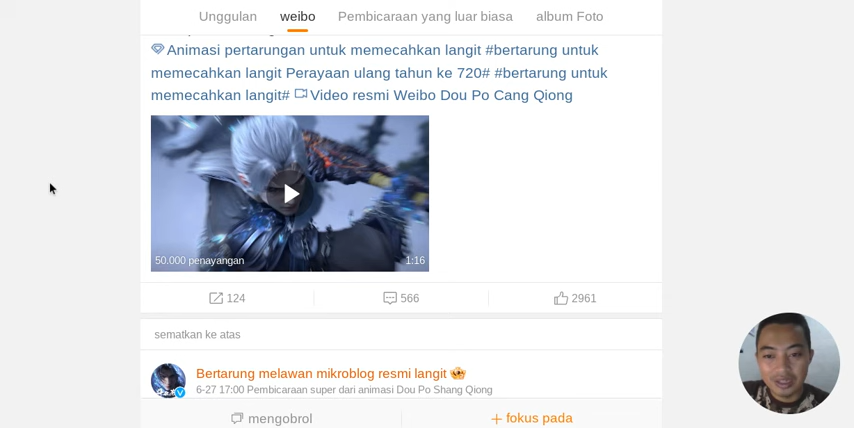 Unggulan weibo Pembicaraan yang luar biasa album Foto
Animasi pertarungan untuk memecahkan langit #bertarung untuk
memecahkan langit Perayaan ulang tahun ke 720# #bertarung untuk
memecahkan langit# Video resmi Weibo Dou Po Cang Qiong
50.000 penayangan 1:16
124 566 2961
sematkan ke atas
Bertarung melawan mikroblog resmi langit
6-27 17:00 Pembicaraan super dari animasi Dou Po Shang Qiong
mengobrol + fokus pada